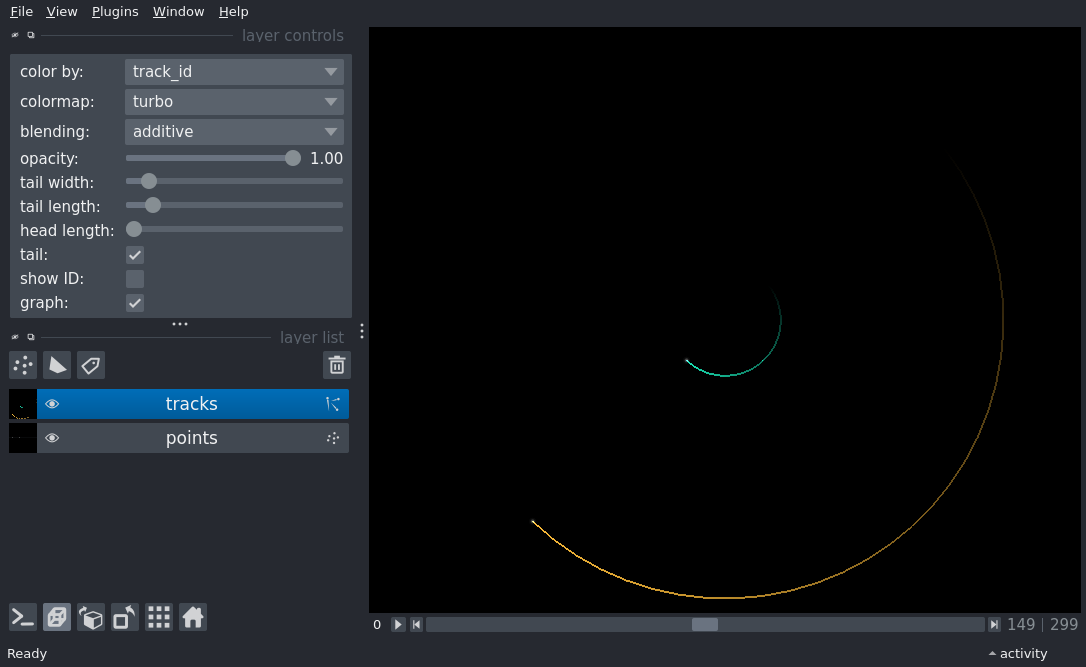 File View Plugins Window Help
layer controls
color by: track_id
colormap: turbo
blending: additive
opacity: 1.00
tail width:
tail length:
head length:
tail:
show ID:
graph:
layer list
tracks
points
0 149 | 299
Ready activity